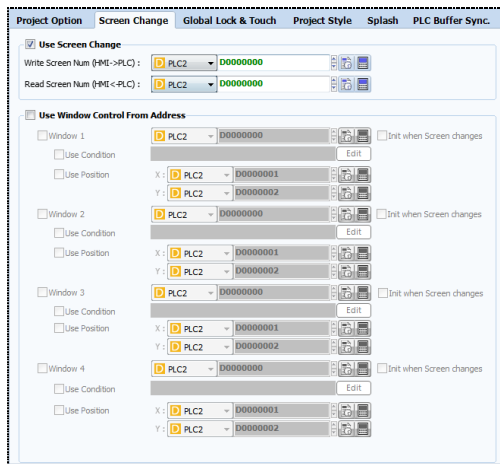 Project Option Screen Change Global Lock & Touch Project Style Splash PLC Buffer Sync.
Use Screen Change
Write Screen Num (HMI->PLC) : D PLC2 D0000000
Read Screen Num (HMI<-PLC) : D PLC2 D0000000
Use Window Control From Address
Window 1 D PLC2 D0000000 Init when Screen changes
Use Condition Edit
Use Position X : D PLC2 D0000001
Y : D PLC2 D0000002
Window 2 D PLC2 D0000000 Init when Screen changes
Use Condition Edit
Use Position X : D PLC2 D0000001
Y : D PLC2 D0000002
Window 3 D PLC2 D0000000 Init when Screen changes
Use Condition Edit
Use Position X : D PLC2 D0000001
Y : D PLC2 D0000002
Window 4 D PLC2 D0000000 Init when Screen changes
Use Condition Edit
Use Position X : D PLC2 D0000001
Y : D PLC2 D0000002